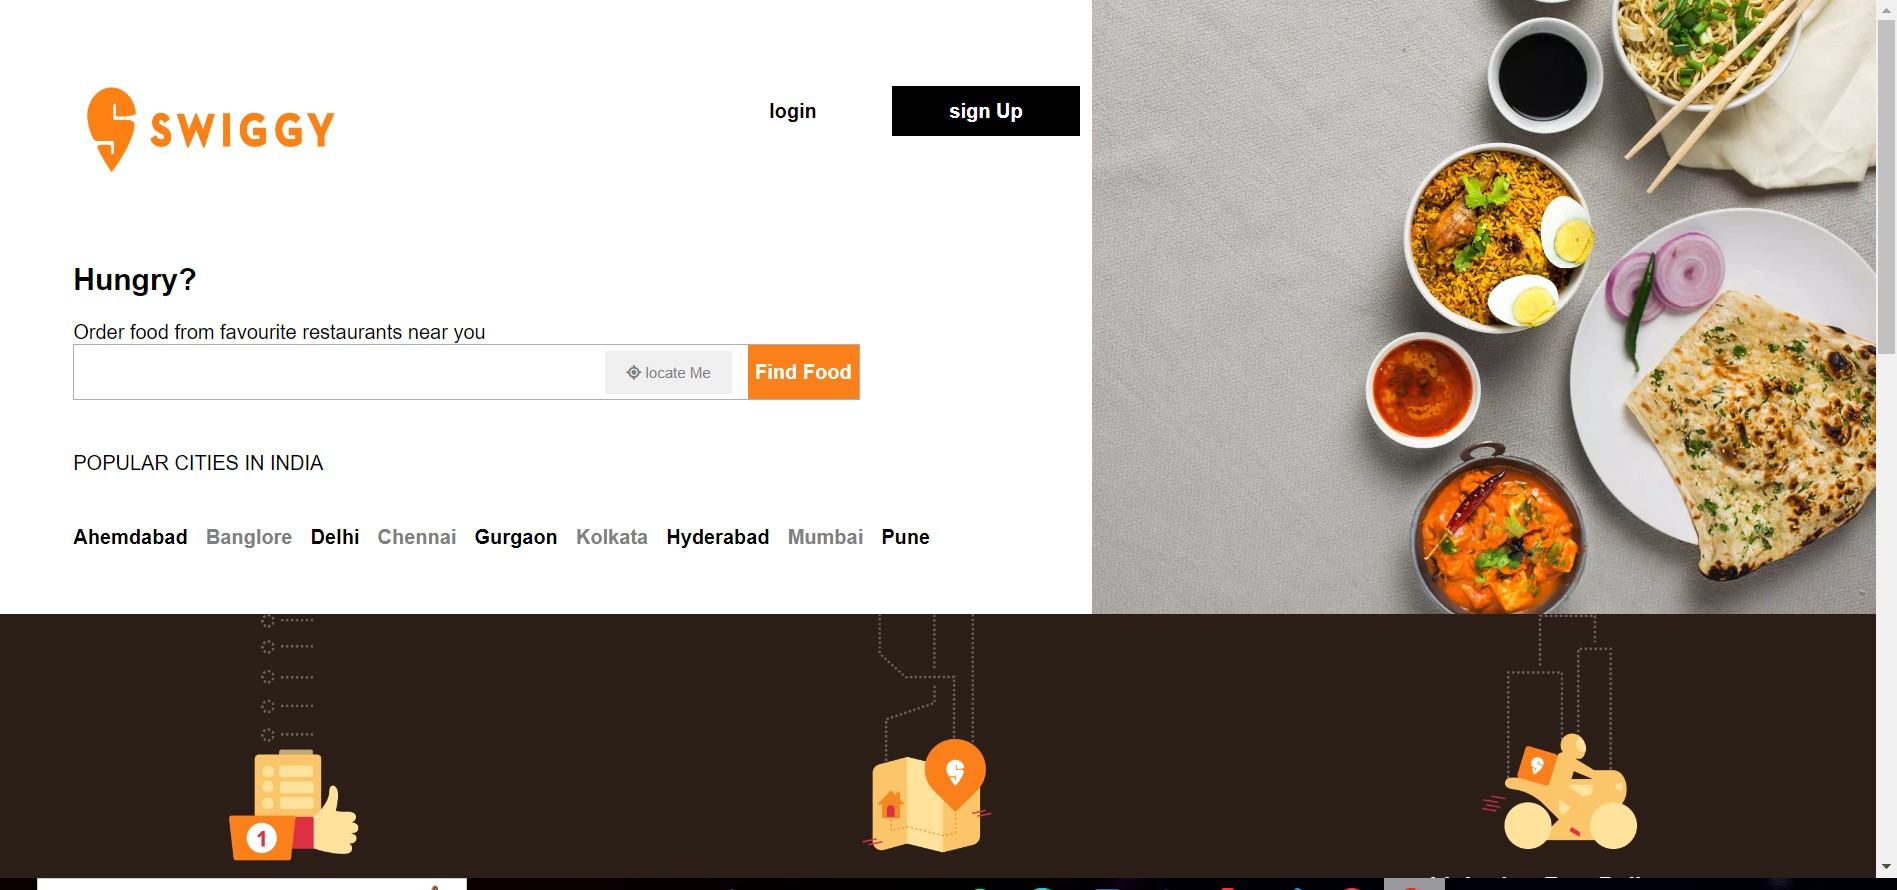 SWIGGY
login
sign Up
Hungry?
Order food from favourite restaurants near you
locate Me
Find Food
POPULAR CITIES IN INDIA
Ahemdabad Banglore Delhi Chennai Gurgaon Kolkata Hyderabad Mumbai Pune
1